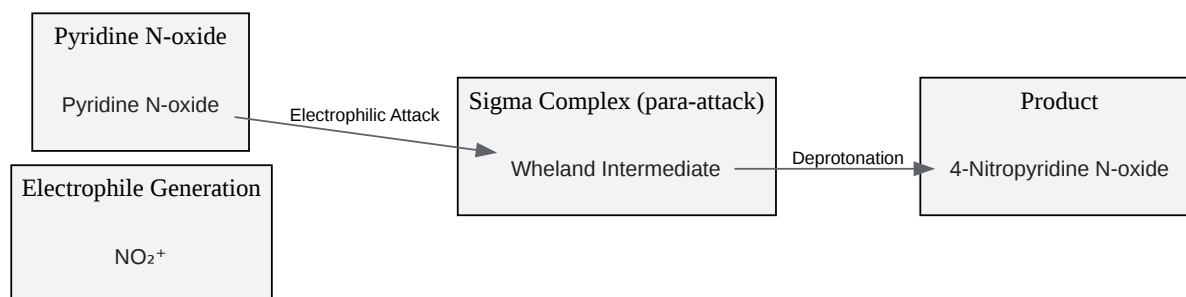 Pyridine N-oxide
Pyridine N-oxide
Electrophilic Attack
Sigma Complex (para-attack)
Wheland Intermediate
Deprotonation
Product
4-Nitropyridine N-oxide
Electrophile Generation
NO₂⁺